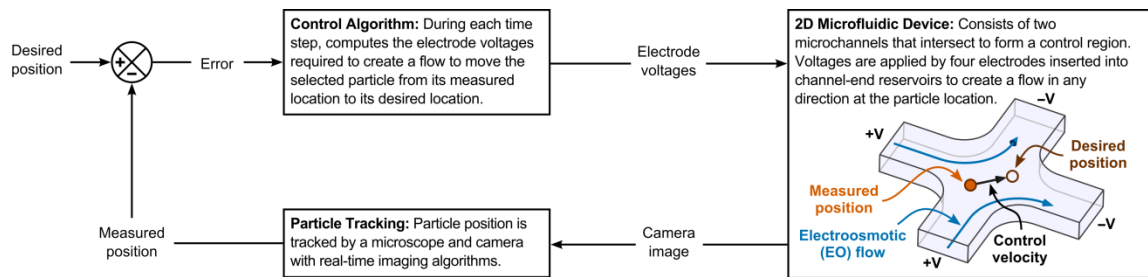 Desired
position
+
−
Error
Control Algorithm: During each time
step, computes the electrode voltages
required to create a flow to move the
selected particle from its measured
location to its desired location.
Electrode
voltages
2D Microfluidic Device: Consists of two
microchannels that intersect to form a control region.
Voltages are applied by four electrodes inserted into
channel-end reservoirs to create a flow in any
direction at the particle location.
−V
+V
Desired
position
Measured
position
Electroosmotic
(EO) flow
Control
velocity
+V
−V
Camera
image
Particle Tracking: Particle position is
tracked by a microscope and camera
with real-time imaging algorithms.
Measured
position